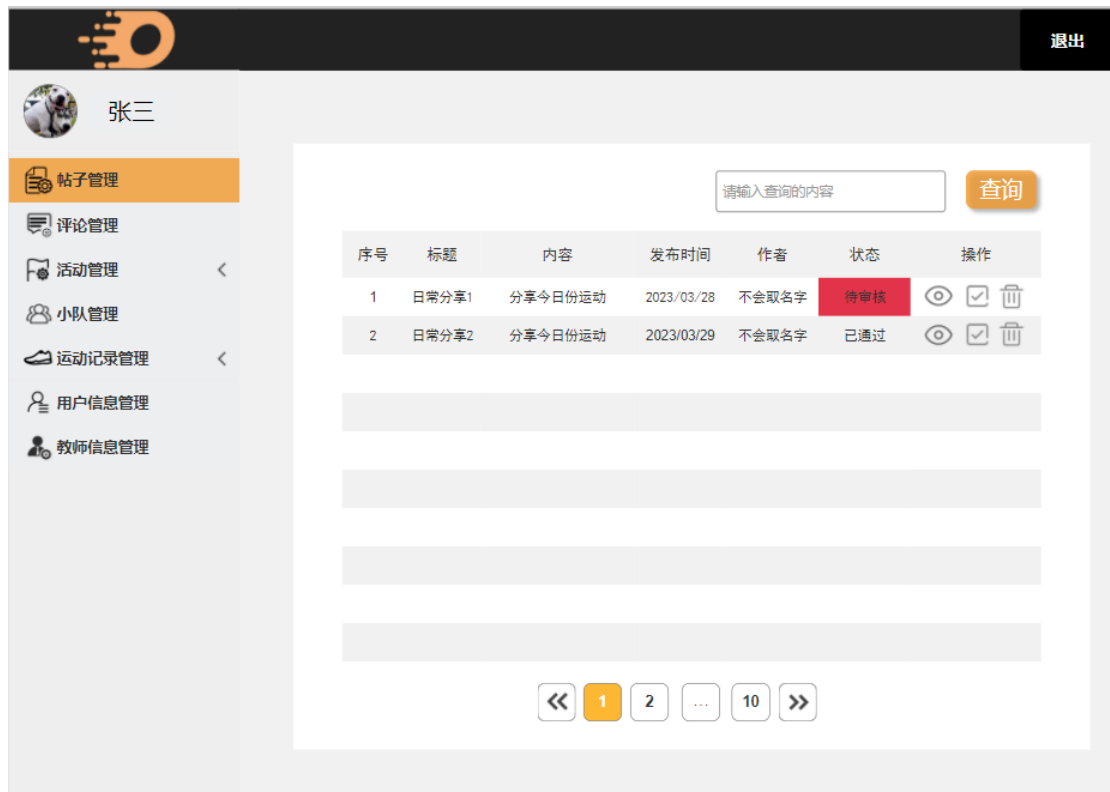 退出
张三
帖子管理
评论管理
活动管理
小队管理
运动记录管理
用户信息管理
教师信息管理
请输入查询的内容 查询
序号 标题 内容 发布时间 作者 状态 操作
1 日常分享1 分享今日份运动 2023/03/28 不会取名字 待审核
2 日常分享2 分享今日份运动 2023/03/29 不会取名字 已通过
1 2 ... 10